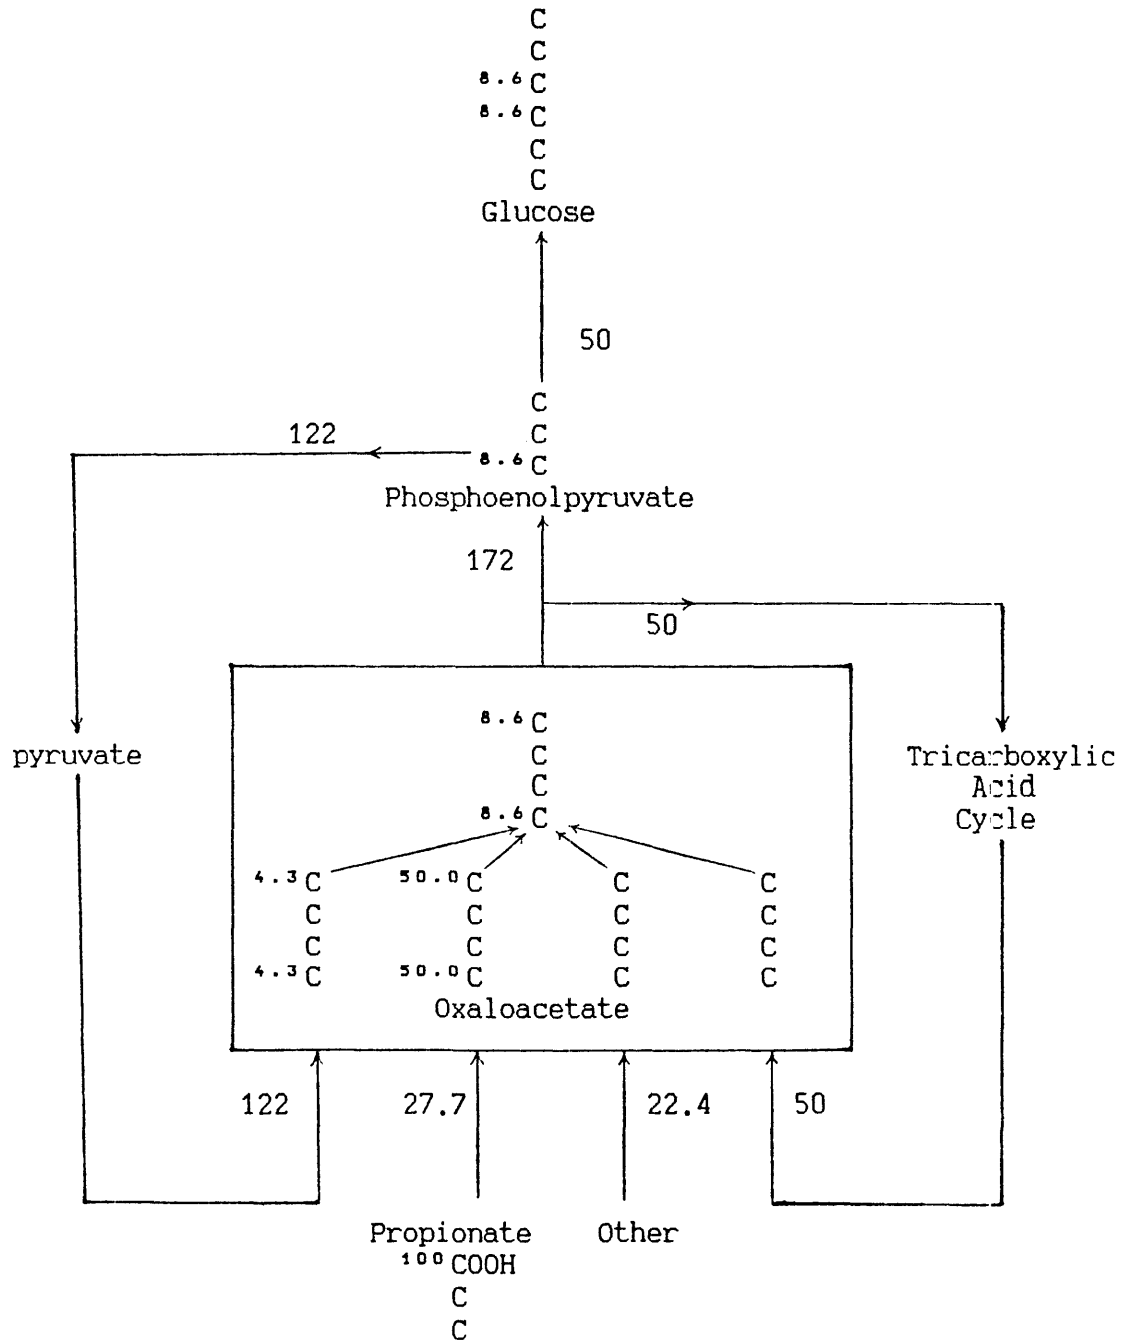 C
C
8.6 C
8.6 C
C
C
Glucose
50
C
C
8.6 C
122
Phosphoenolpyruvate
172
50
8.6 C
C
C
8.6 C
pyruvate
Tricarboxylic
Acid
Cycle
4.3 C 50.0 C C C
C C C C
C C C C
4.3 C 50.0 C C C
Oxaloacetate
122 27.7 22.4 50
Propionate Other
100 COOH
C
C